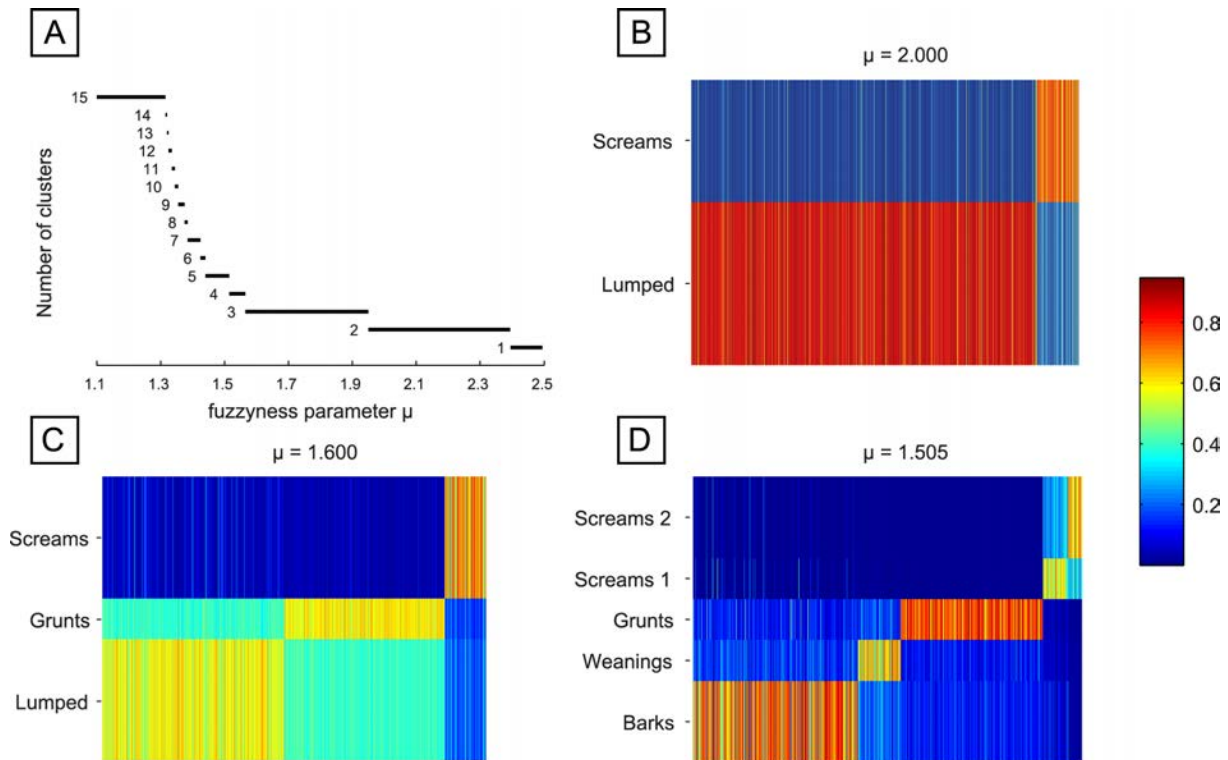 A
Number of clusters
15
14
13
12
11
10
9
8
7
6
5
4
3
2
1
1.1 1.3 1.5 1.7 1.9 2.1 2.3 2.5
fuzzyness parameter μ
B
μ = 2.000
Screams
Lumped
0.8
0.6
0.4
0.2
C
μ = 1.600
Screams
Grunts
Lumped
D
μ = 1.505
Screams 2
Screams 1
Grunts
Weanings
Barks